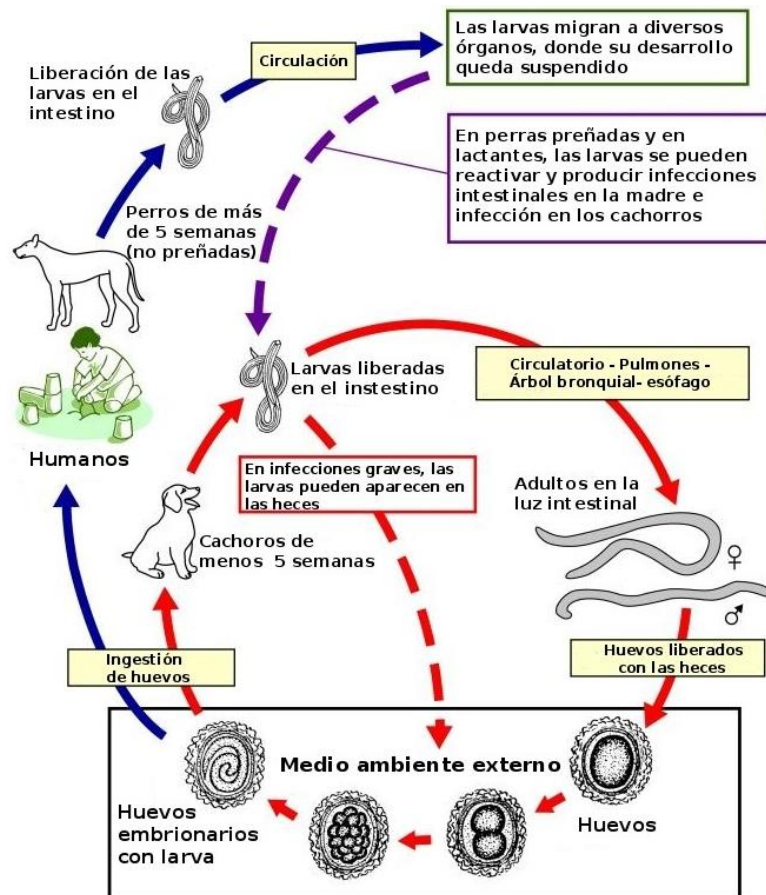 Las larvas migran a diversos
órganos, donde su desarrollo
queda suspendido
Circulación
Liberación de las
larvas en el
intestino
En perras preñadas y en
lactantes, las larvas se pueden
reactivar y producir infecciones
intestinales en la madre e
infección en los cachorros
Perros de más
de 5 semanas
(no preñadas)
Larvas liberadas
en el instestino
Circulatorio - Pulmones -
Árbol bronquial- esófago
Humanos
En infecciones graves, las
larvas pueden aparecen en
las heces
Adultos en la
luz intestinal
♀
♂
Cachoros de
menos 5 semanas
Ingestión
de huevos
Huevos liberados
con las heces
Medio ambiente externo
Huevos
embrionarios
con larva
Huevos